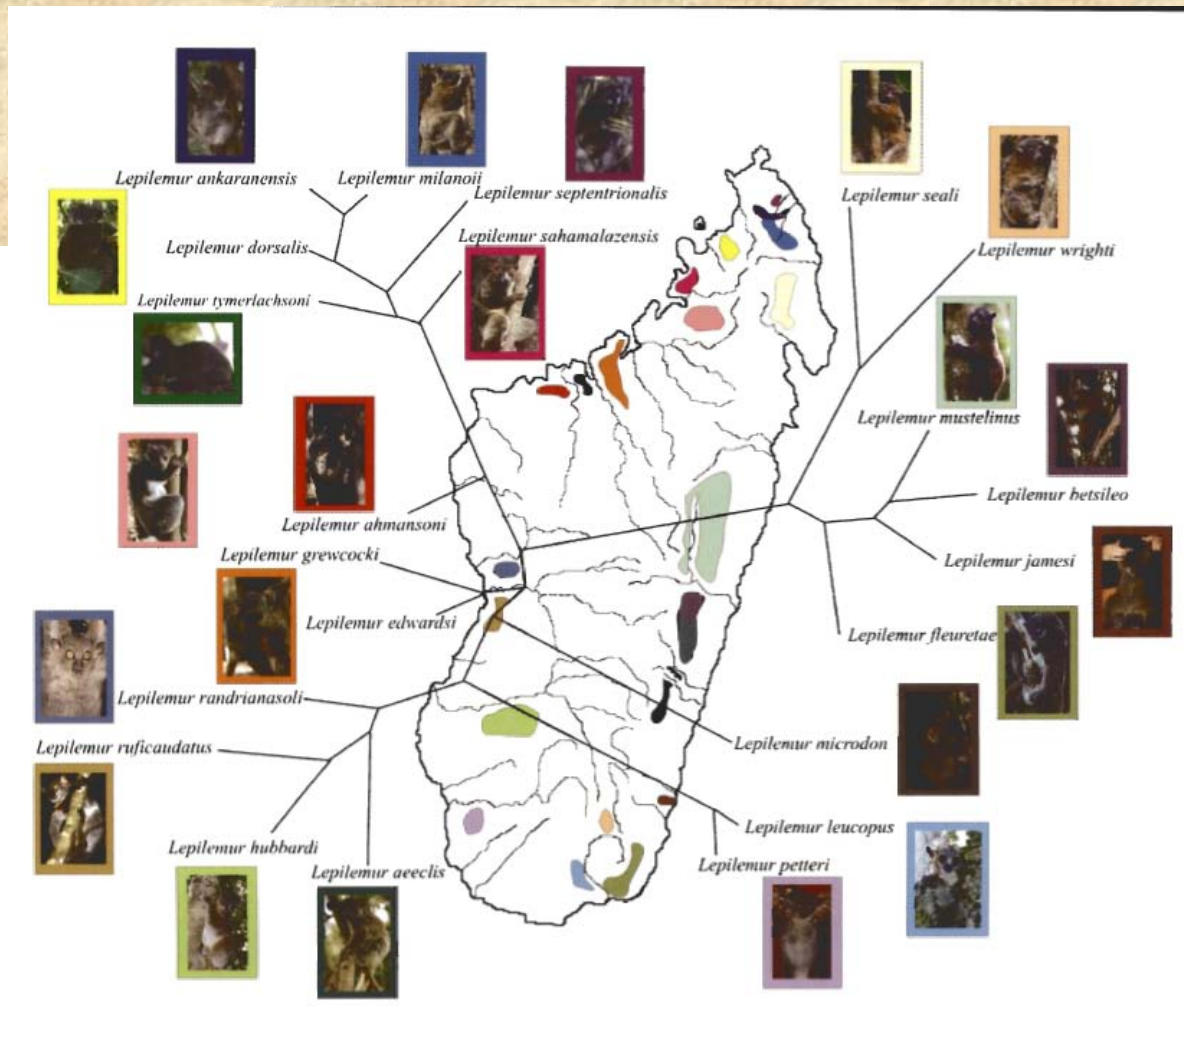 Lepilemur ankaranensis
Lepilemur milanoii
Lepilemur septentrionalis
Lepilemur seali
Lepilemur dorsalis
Lepilemur sahamalazensis
Lepilemur wrighti
Lepilemur tymerlachsoni
Lepilemur mustelinus
Lepilemur betsileo
Lepilemur ahmansoni
Lepilemur grewcocki
Lepilemur jamesi
Lepilemur edwardsi
Lepilemur fleuretae
Lepilemur randrianasoli
Lepilemur ruficaudatus
Lepilemur microdon
Lepilemur leucopus
Lepilemur hubbardi
Lepilemur petteri
Lepilemur aeeclis